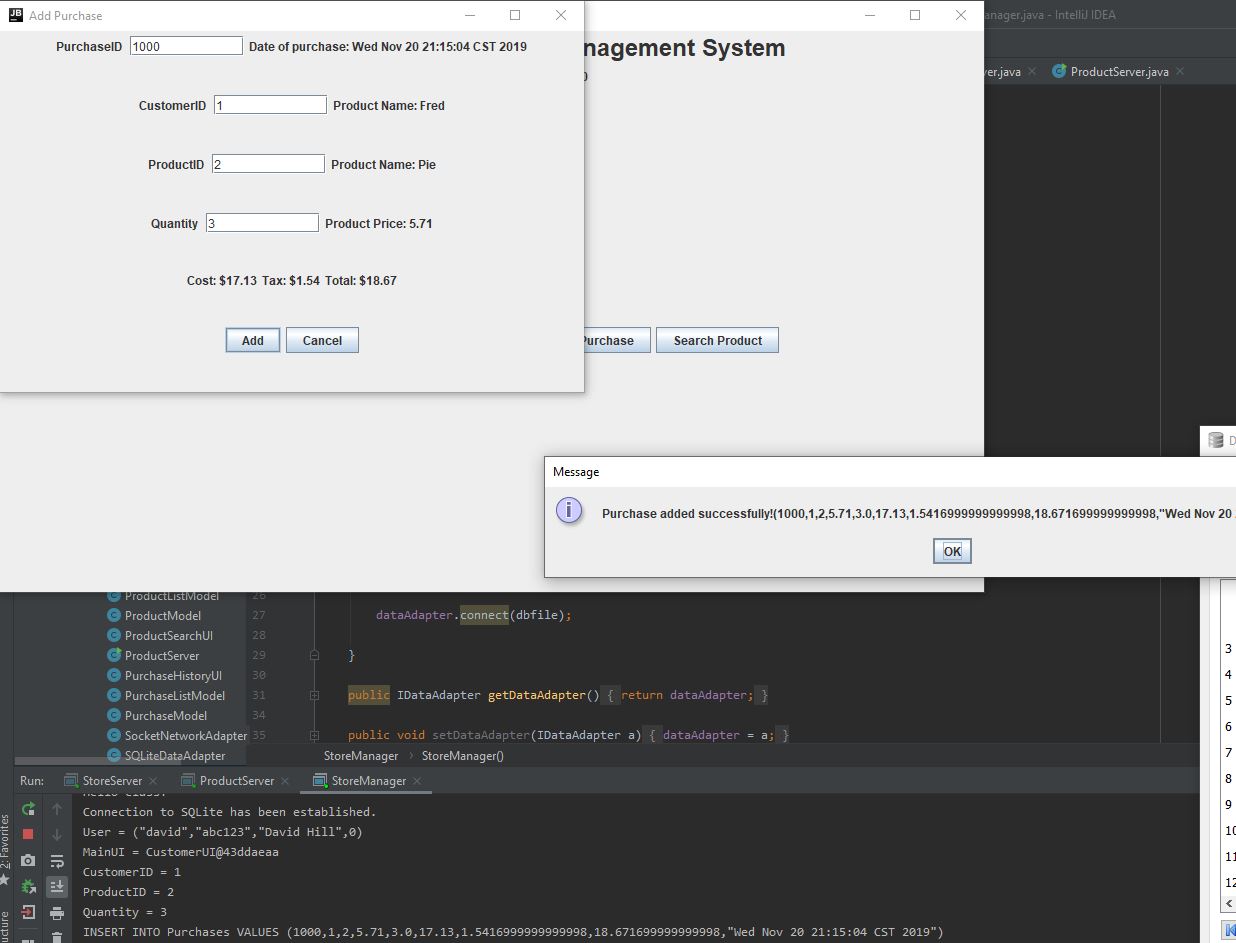 JB Add Purchase
PurchaseID 1000 Date of purchase: Wed Nov 20 21:15:04 CST 2019
CustomerID 1 Product Name: Fred
ProductID 2 Product Name: Pie
Quantity 3 Product Price: 5.71
Cost: $17.13 Tax: $1.54 Total: $18.67
Add Cancel
nagement System
Purchase Search Product
anager.java - IntelliJ IDEA
ver.java ProductServer.java
D
Message
Purchase added successfully!(1000,1,2,5.71,3.0,17.13,1.5416999999999998,18.671699999999998,"Wed Nov 20
OK
ProductListModel
ProductModel
ProductSearchUI
ProductServer
PurchaseHistoryUI
PurchaseListModel
PurchaseModel
SocketNetworkAdapter
SQLiteDataAdapter
26
27 dataAdapter.connect(dbfile);
28
29 }
30
31 public IDataAdapter getDataAdapter() { return dataAdapter; }
34
35 public void setDataAdapter(IDataAdapter a) { dataAdapter = a; }
StoreManager › StoreManager()
3
4
5
6
7
8
9
10
11
12
Run: StoreServer ProductServer StoreManager
Hello class!
Connection to SQLite has been established.
User = ("david","abc123","David Hill",0)
MainUI = CustomerUI@43ddaeaa
CustomerID = 1
ProductID = 2
Quantity = 3
INSERT INTO Purchases VALUES (1000,1,2,5.71,3.0,17.13,1.5416999999999998,18.671699999999998,"Wed Nov 20 21:15:04 CST 2019")
2: Favorites
ucture